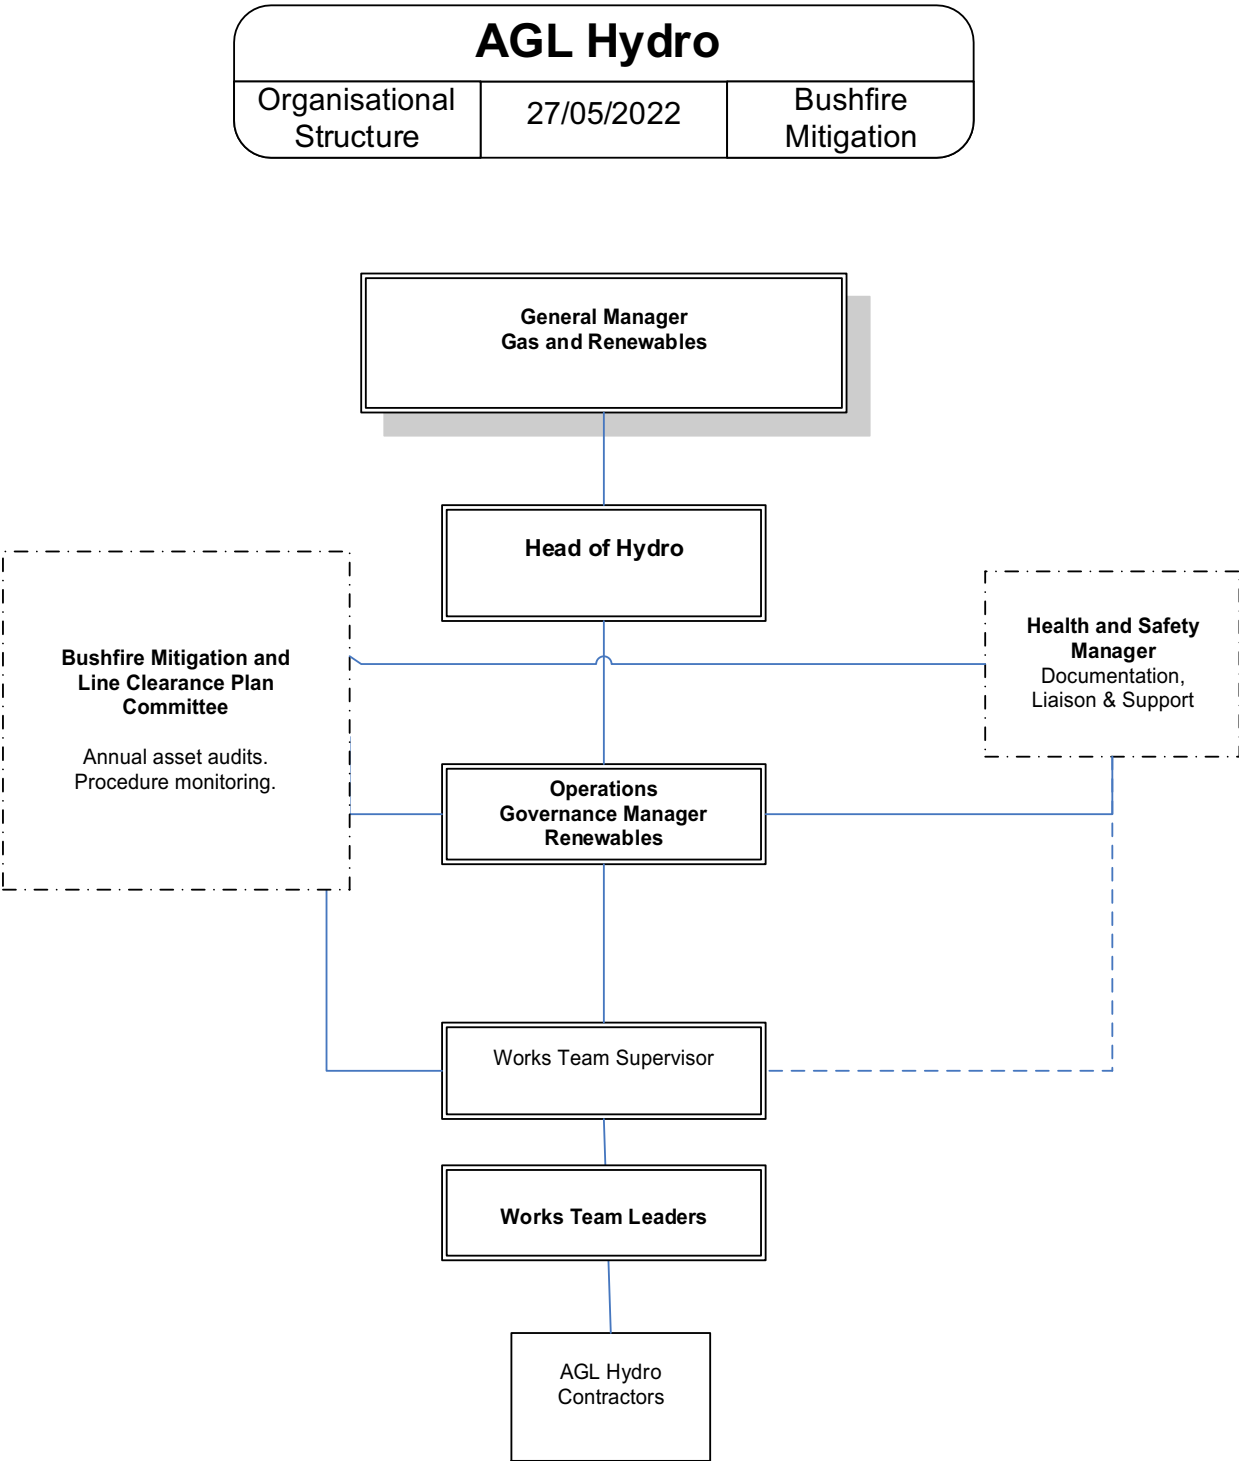 AGL Hydro
Organisational
Structure
27/05/2022
Bushfire
Mitigation
General Manager
Gas and Renewables
Head of Hydro
Bushfire Mitigation and
Line Clearance Plan
Committee
Annual asset audits.
Procedure monitoring.
Health and Safety
Manager
Documentation,
Liaison & Support
Operations
Governance Manager
Renewables
Works Team Supervisor
Works Team Leaders
AGL Hydro
Contractors